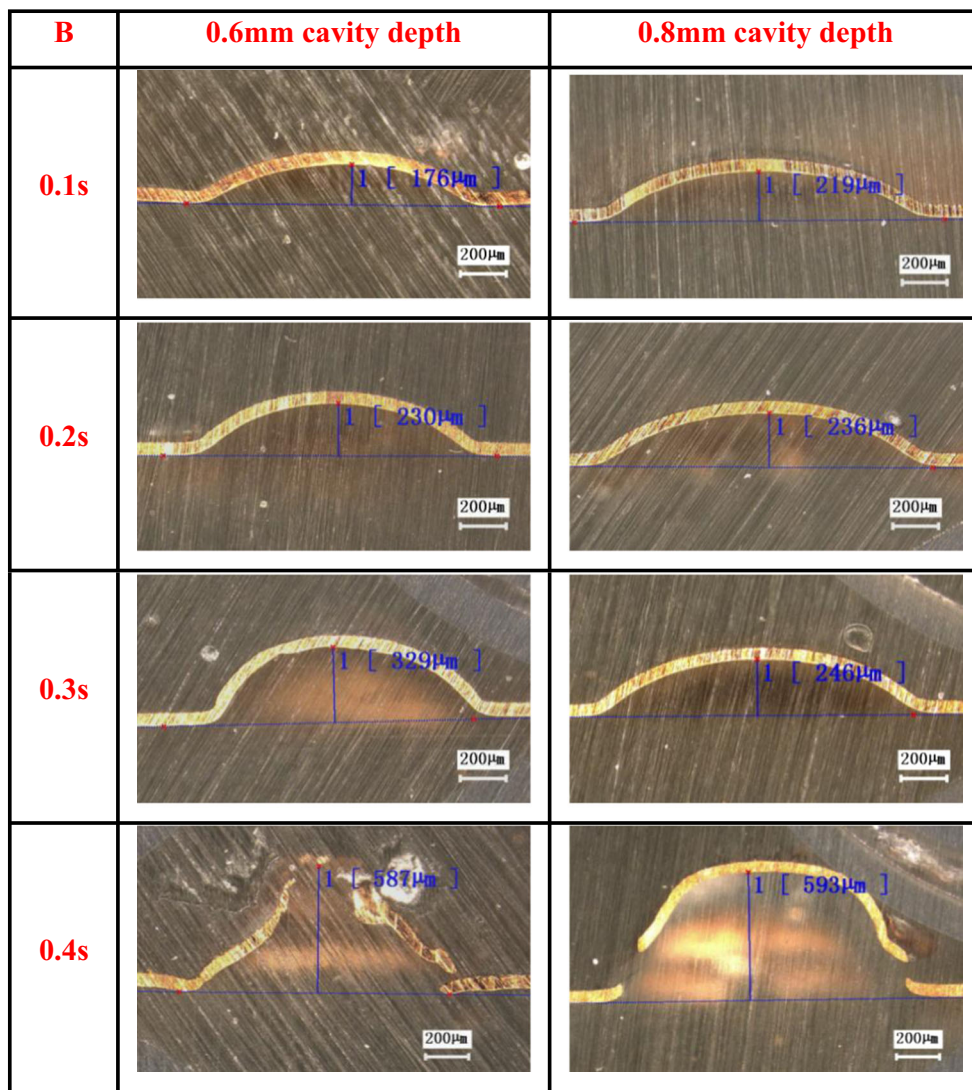 B 0.6mm cavity depth 0.8mm cavity depth
0.1s
1 [ 176μm ]
200μm
1 [ 219μm ]
200μm
0.2s
1 [ 230μm ]
200μm
1 [ 236μm ]
200μm
0.3s
1 [ 329μm ]
200μm
1 [ 246μm ]
200μm
0.4s
1 [ 587μm ]
200μm
1 [ 593μm ]
200μm